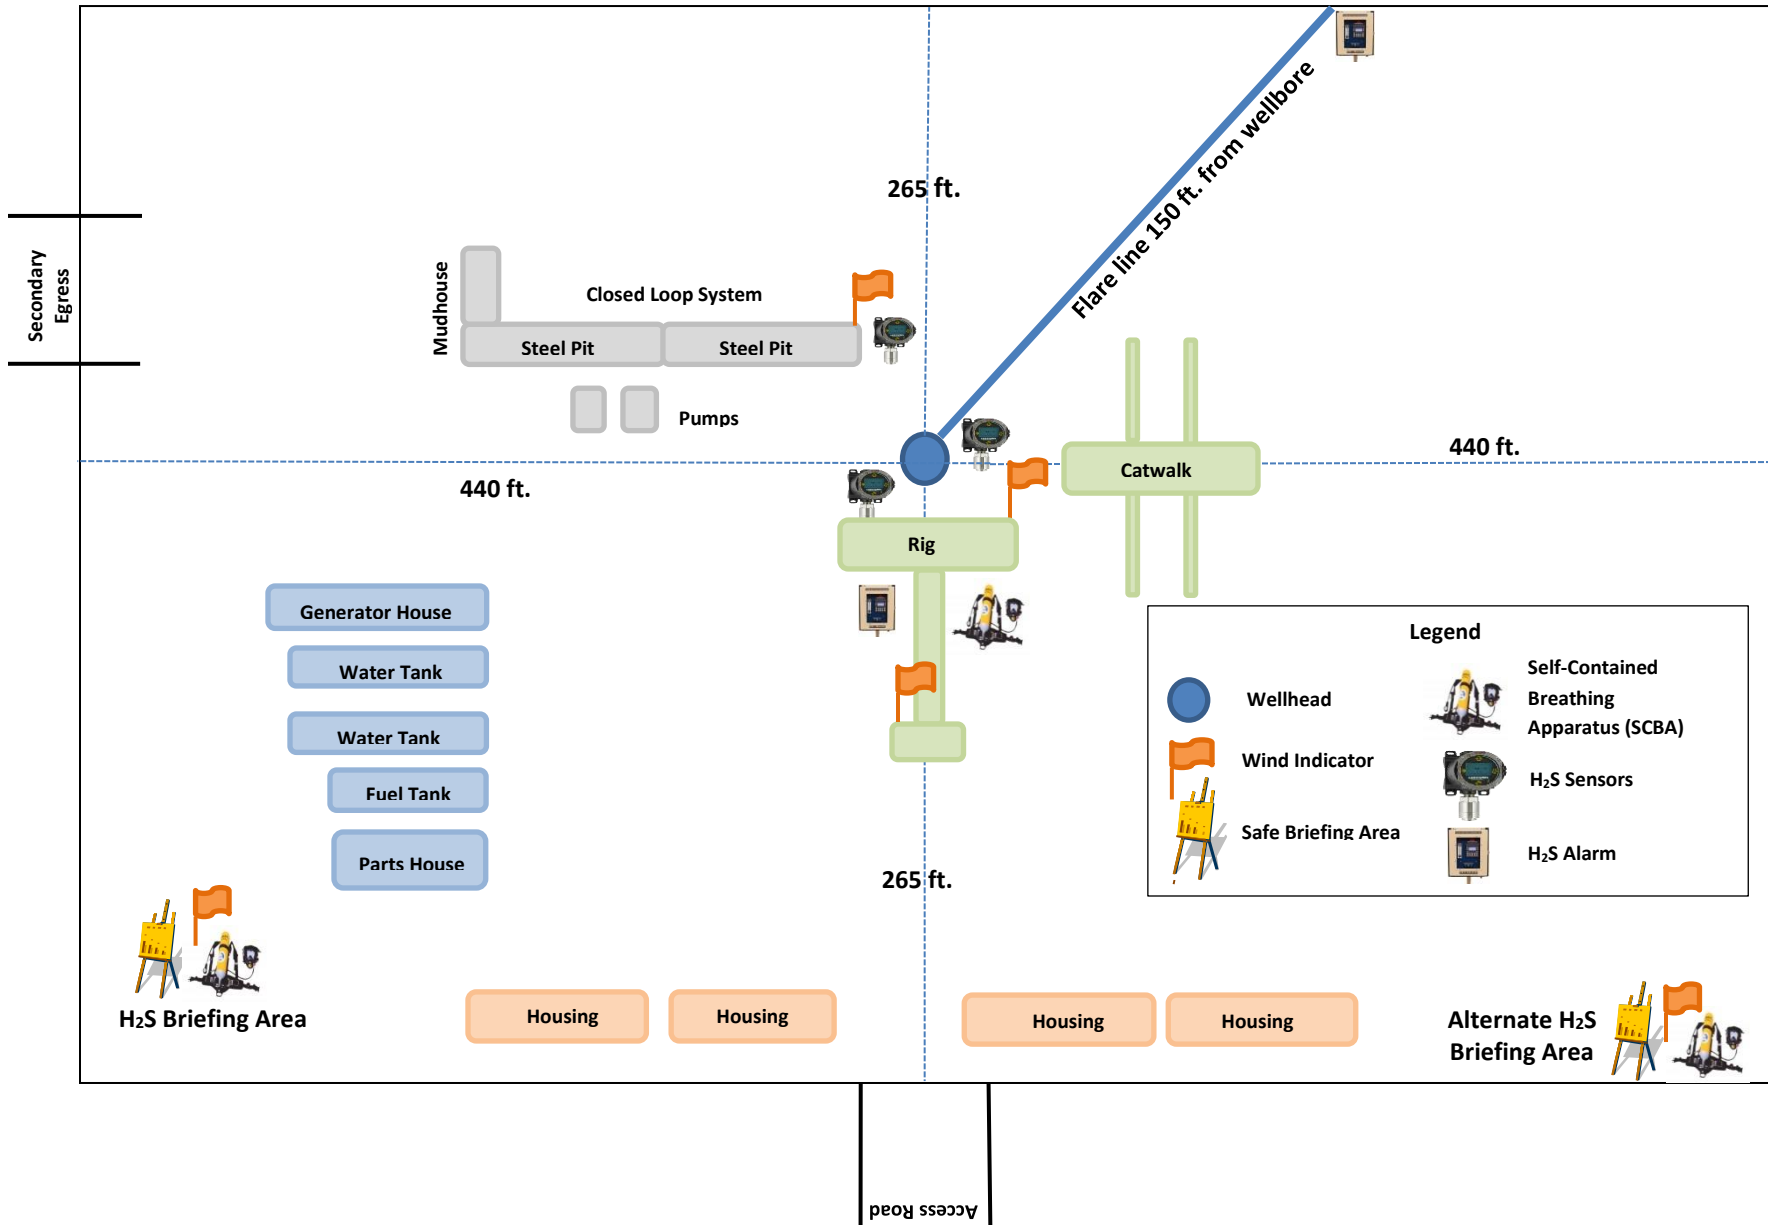 265 ft.
Flare line 150 ft. from wellbore
Secondary
Egress
Mudhouse
Closed Loop System
Steel Pit
Steel Pit
Pumps
440 ft.
440 ft.
Catwalk
Rig
Generator House
Water Tank
Water Tank
Fuel Tank
Parts House
265 ft.
Legend
Wellhead
Wind Indicator
Safe Briefing Area
Self-Contained
Breathing
Apparatus (SCBA)
H₂S Sensors
H₂S Alarm
H₂S Briefing Area
Housing
Housing
Housing
Housing
Alternate H₂S
Briefing Area
Access Road